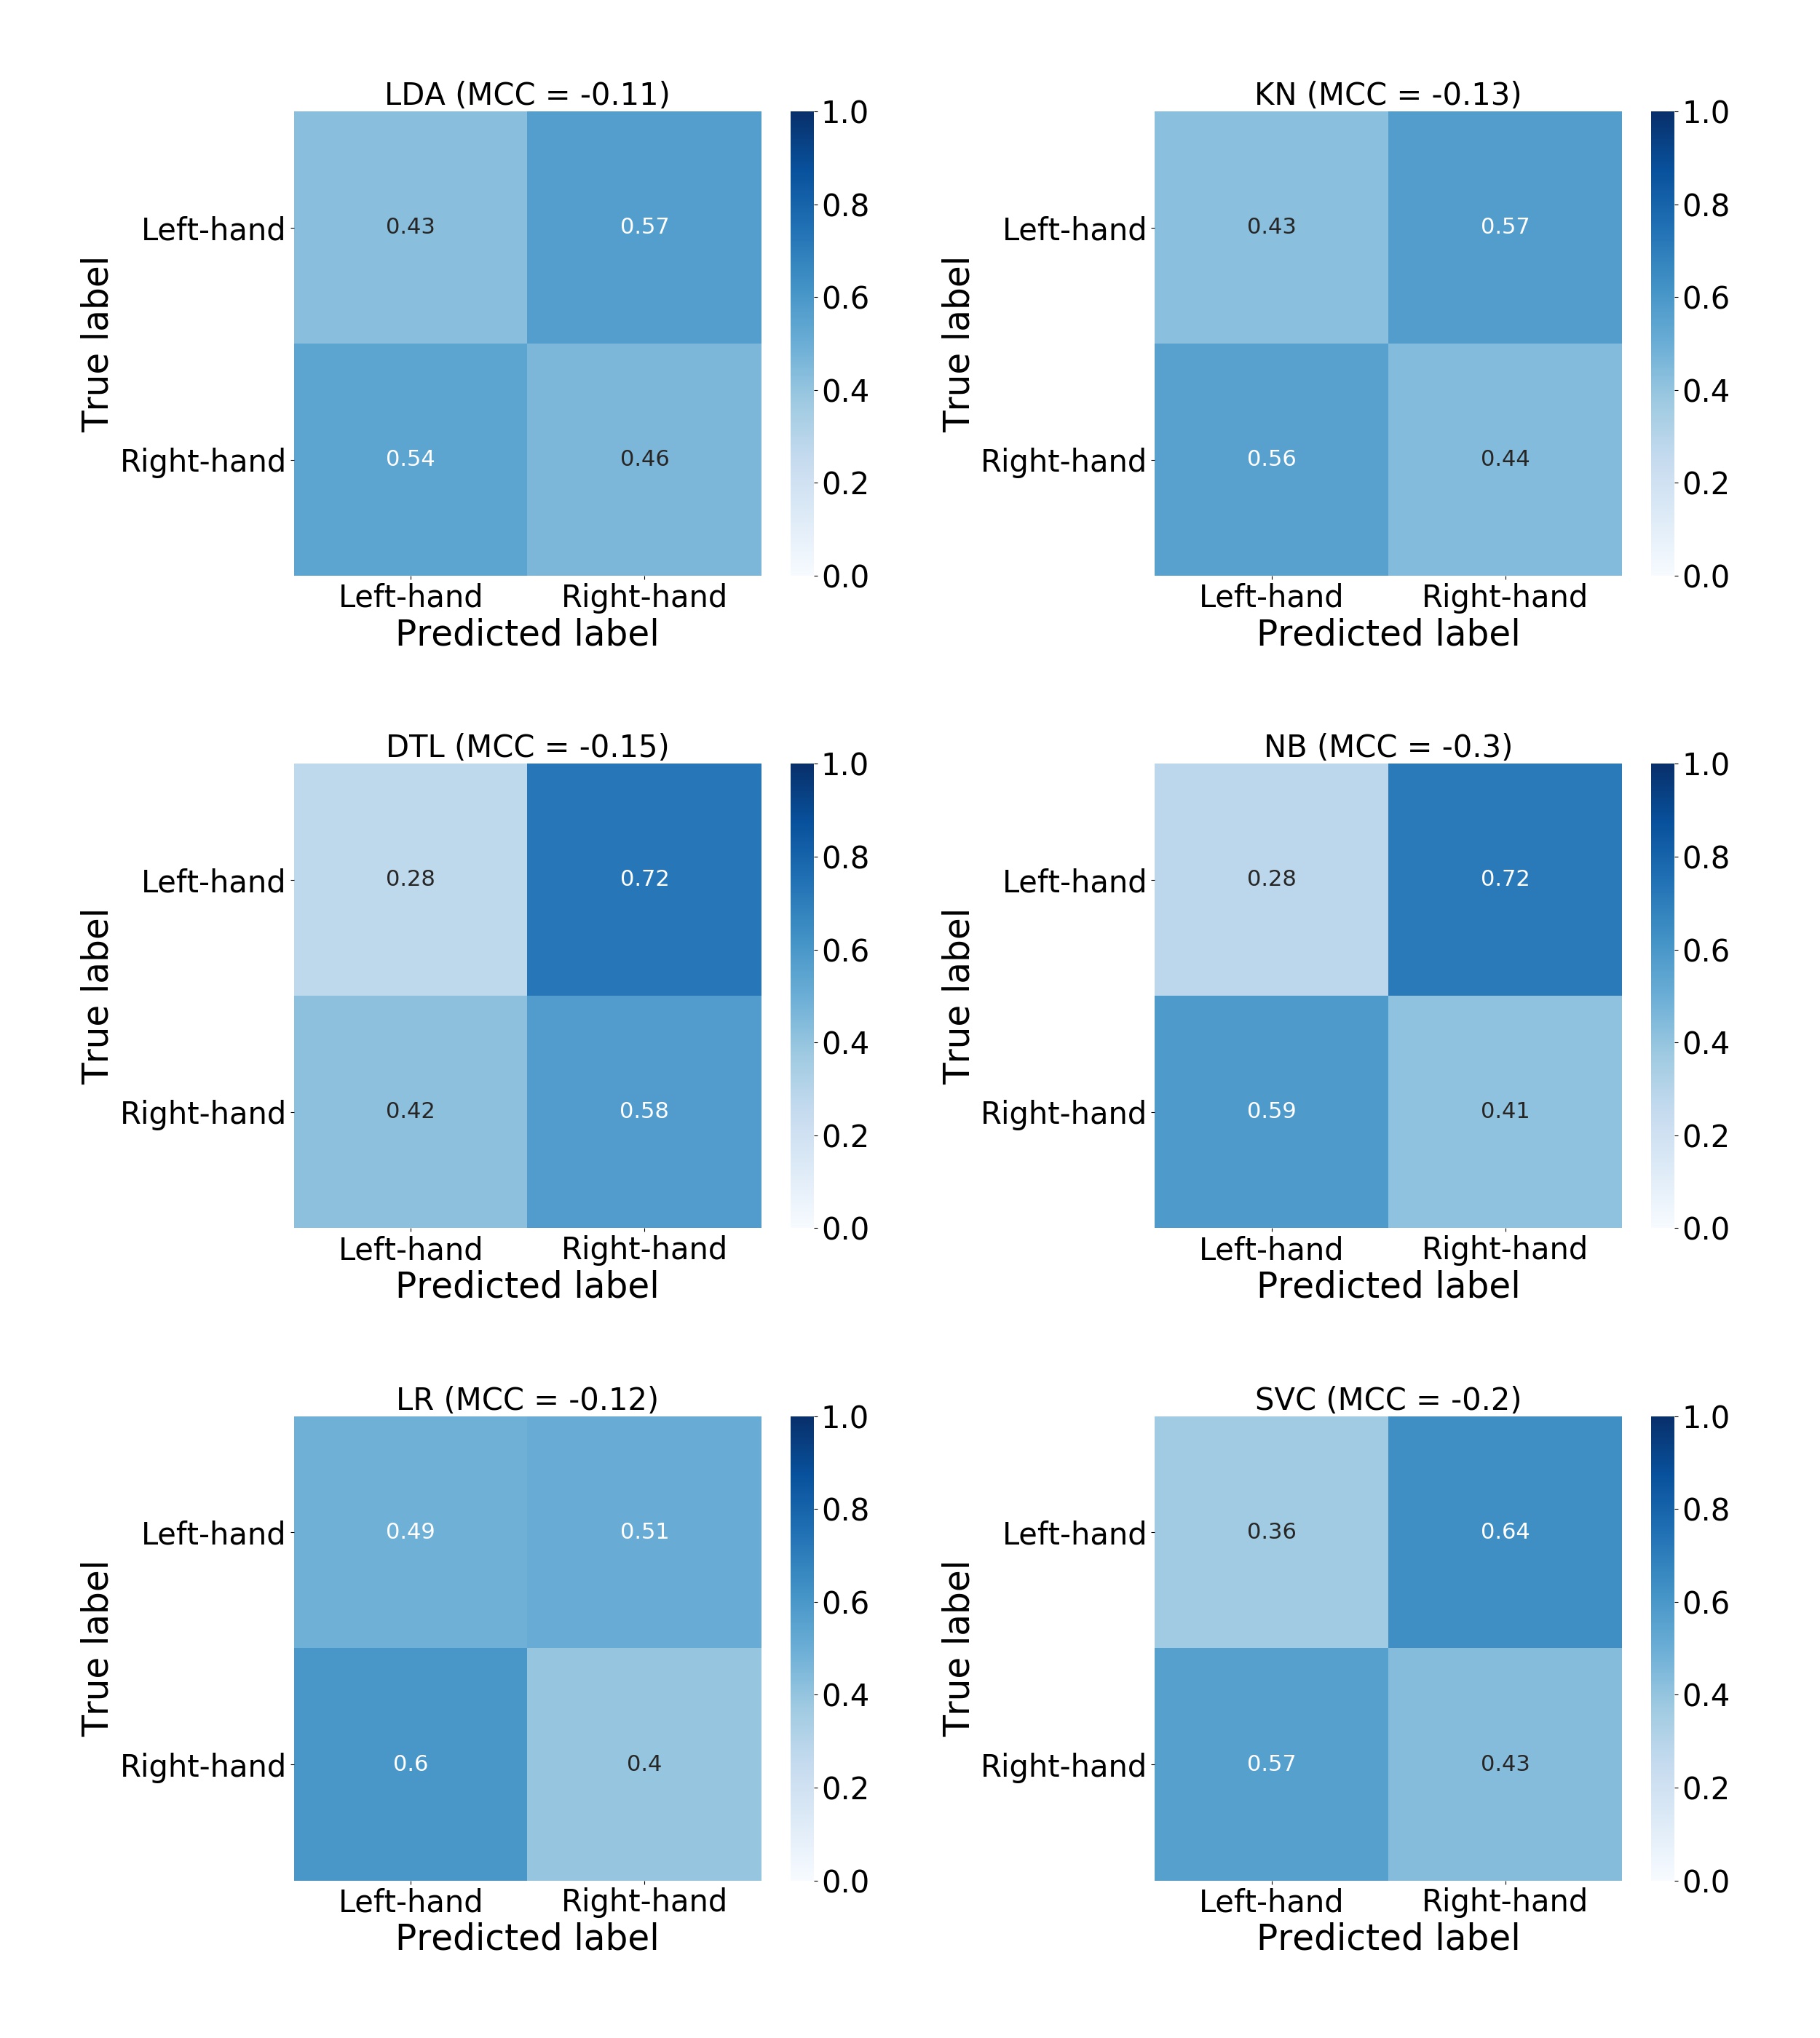 LDA (MCC = -0.11)
True label
Left-hand
0.43
0.57
Right-hand
0.54
0.46
Left-hand
Right-hand
Predicted label
1.0
0.8
0.6
0.4
0.2
0.0
KN (MCC = -0.13)
True label
Left-hand
0.43
0.57
Right-hand
0.56
0.44
Left-hand
Right-hand
Predicted label
1.0
0.8
0.6
0.4
0.2
0.0
DTL (MCC = -0.15)
True label
Left-hand
0.28
0.72
Right-hand
0.42
0.58
Left-hand
Right-hand
Predicted label
1.0
0.8
0.6
0.4
0.2
0.0
NB (MCC = -0.3)
True label
Left-hand
0.28
0.72
Right-hand
0.59
0.41
Left-hand
Right-hand
Predicted label
1.0
0.8
0.6
0.4
0.2
0.0
LR (MCC = -0.12)
True label
Left-hand
0.49
0.51
Right-hand
0.6
0.4
Left-hand
Right-hand
Predicted label
1.0
0.8
0.6
0.4
0.2
0.0
SVC (MCC = -0.2)
True label
Left-hand
0.36
0.64
Right-hand
0.57
0.43
Left-hand
Right-hand
Predicted label
1.0
0.8
0.6
0.4
0.2
0.0